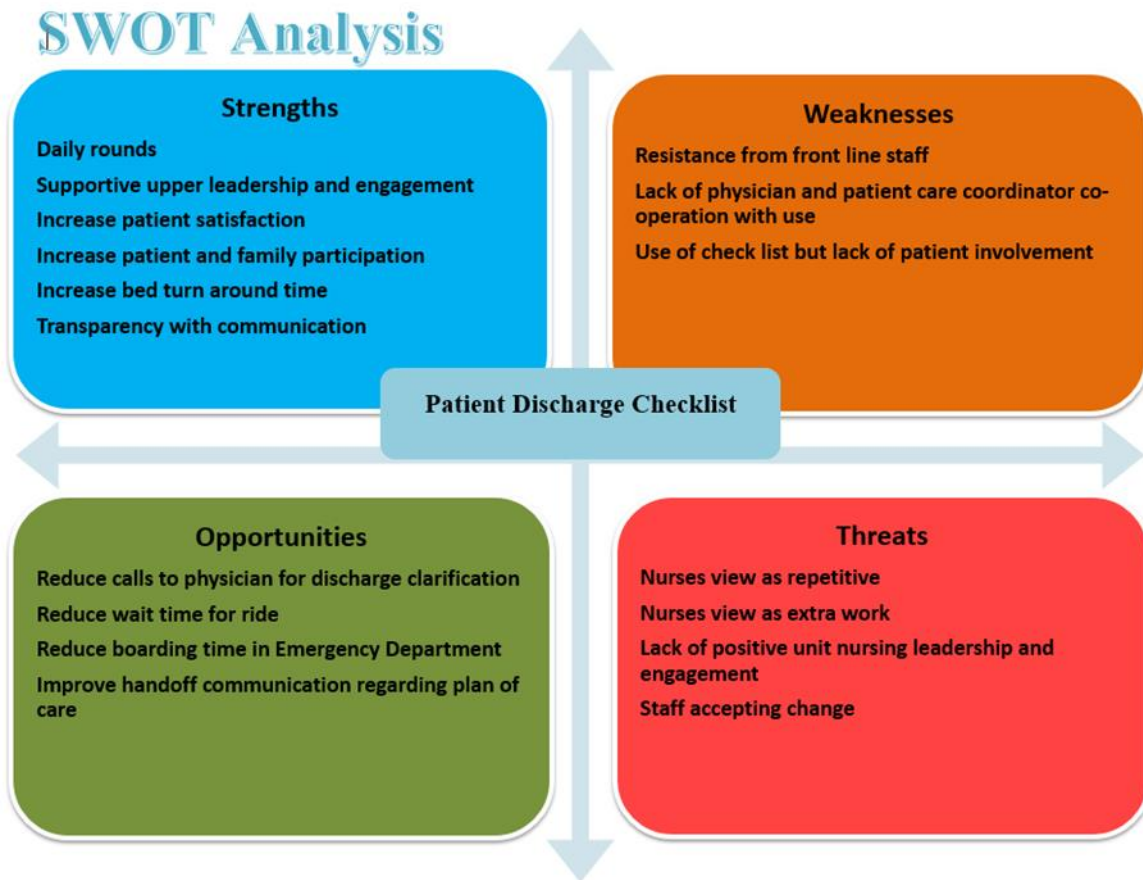 SWOT Analysis
Strengths
Daily rounds
Supportive upper leadership and engagement
Increase patient satisfaction
Increase patient and family participation
Increase bed turn around time
Transparency with communication
Weaknesses
Resistance from front line staff
Lack of physician and patient care coordinator co-
operation with use
Use of check list but lack of patient involvement
Patient Discharge Checklist
Opportunities
Reduce calls to physician for discharge clarification
Reduce wait time for ride
Reduce boarding time in Emergency Department
Improve handoff communication regarding plan of
care
Threats
Nurses view as repetitive
Nurses view as extra work
Lack of positive unit nursing leadership and
engagement
Staff accepting change